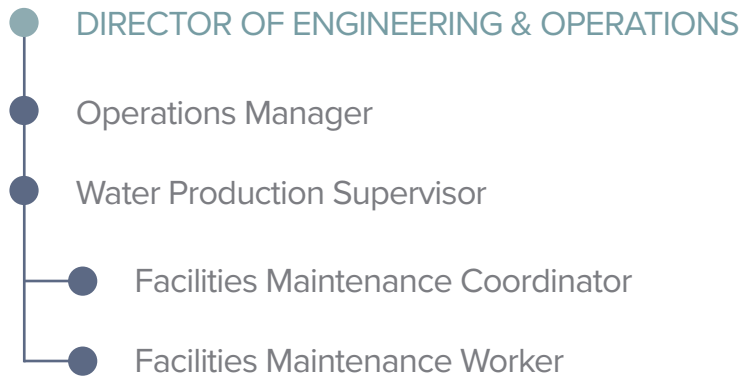 DIRECTOR OF ENGINEERING & OPERATIONS
Operations Manager
Water Production Supervisor
Facilities Maintenance Coordinator
Facilities Maintenance Worker